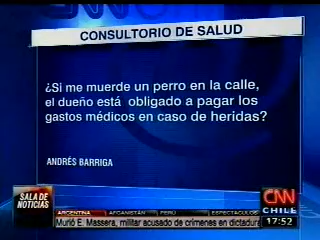 CNN
CONSULTORIO DE SALUD
¿Si me muerde un perro en la calle,
el dueño está obligado a pagar los
gastos médicos en caso de heridas?
ANDRÉS BARRIGA
SALA DE
NOTICIAS
ARGENTINA AFGANISTÁN PERÚ ESPECTÁCULOS
Murió E. Massera, militar acusado de crímenes en dictadura
CNN
CHILE
17:52